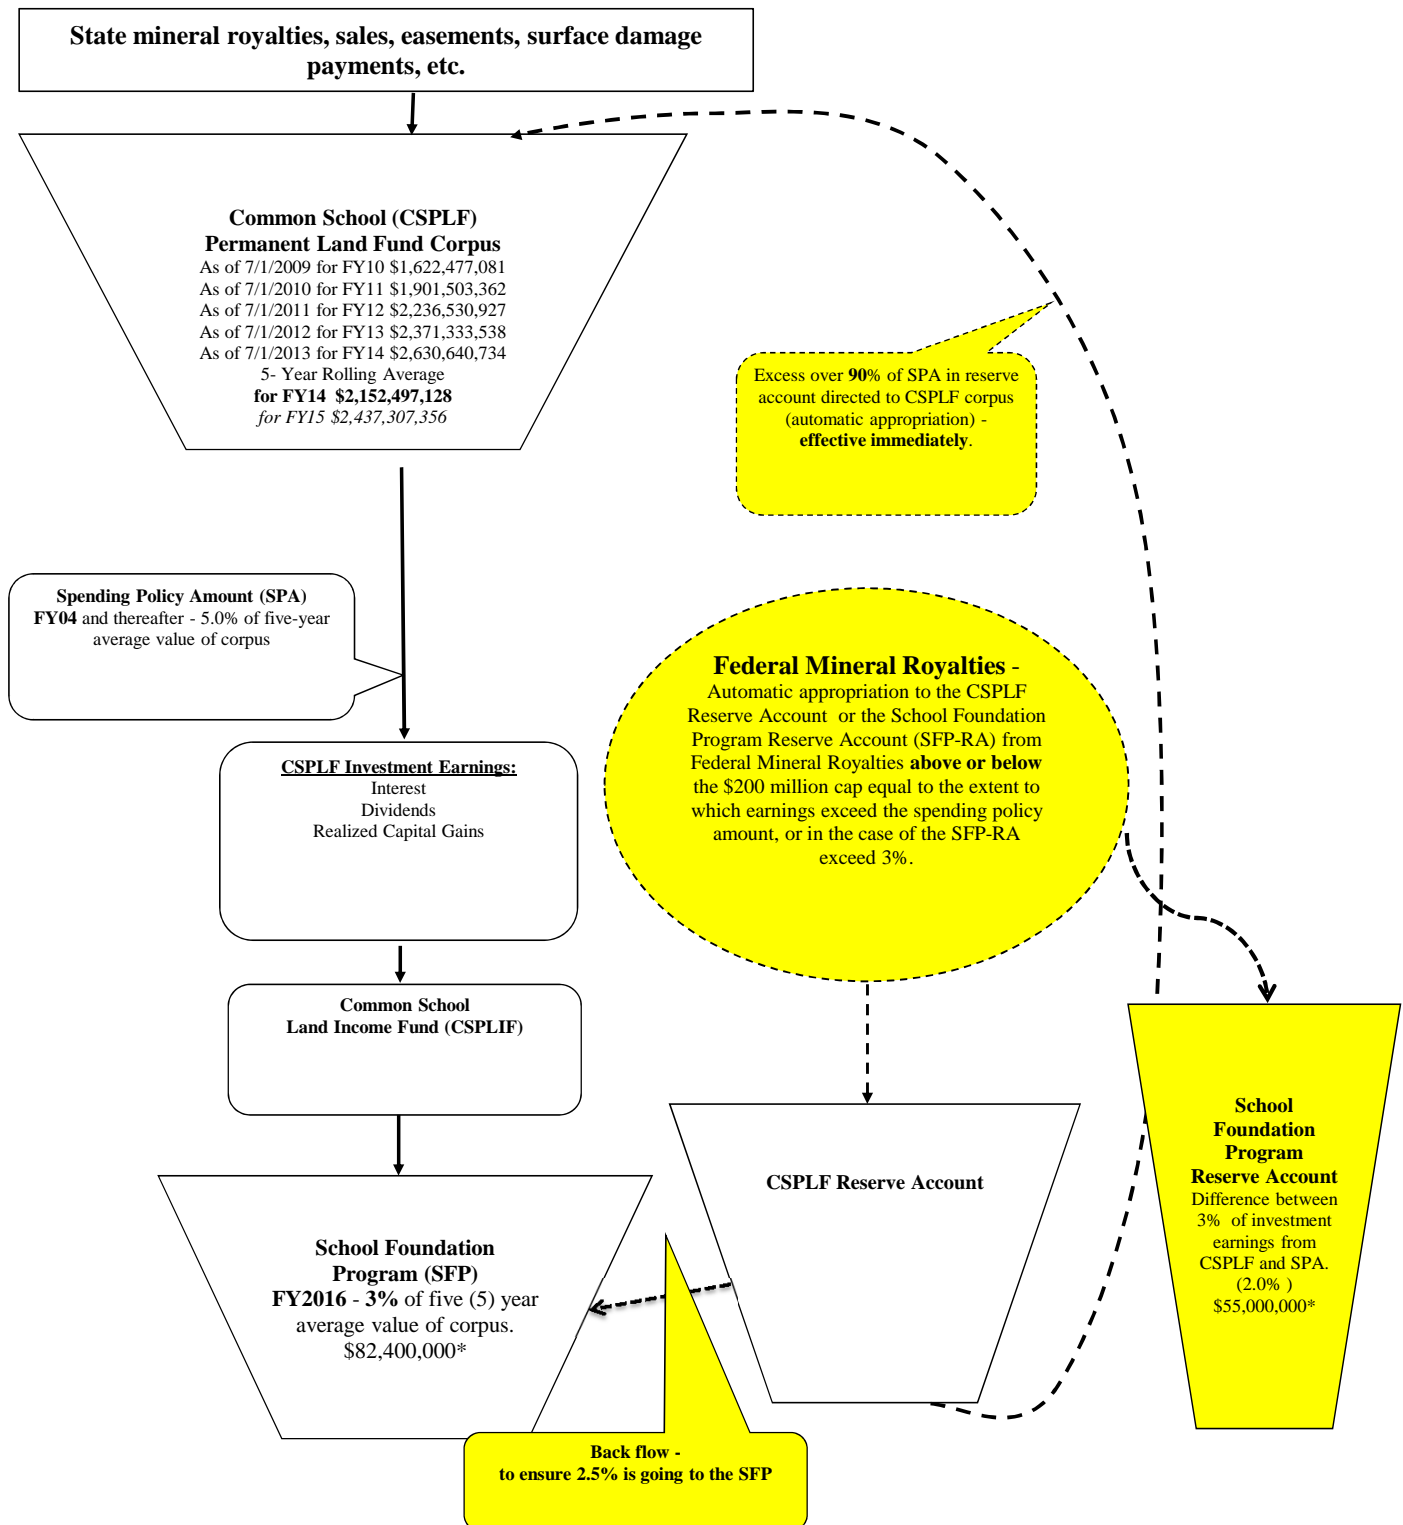 State mineral royalties, sales, easements, surface damage
payments, etc.
Common School (CSPLF)
Permanent Land Fund Corpus
As of 7/1/2009 for FY10 $1,622,477,081
As of 7/1/2010 for FY11 $1,901,503,362
As of 7/1/2011 for FY12 $2,236,530,927
As of 7/1/2012 for FY13 $2,371,333,538
As of 7/1/2013 for FY14 $2,630,640,734
5- Year Rolling Average
for FY14 $2,152,497,128
for FY15 $2,437,307,356
Excess over 90% of SPA in reserve
account directed to CSPLF corpus
(automatic appropriation) -
effective immediately.
Spending Policy Amount (SPA)
FY04 and thereafter - 5.0% of five-year
average value of corpus
Federal Mineral Royalties -
Automatic appropriation to the CSPLF
Reserve Account or the School Foundation
Program Reserve Account (SFP-RA) from
Federal Mineral Royalties above or below
the $200 million cap equal to the extent to
which earnings exceed the spending policy
amount, or in the case of the SFP-RA
exceed 3%.
CSPLF Investment Earnings:
Interest
Dividends
Realized Capital Gains
Common School
Land Income Fund (CSPLIF)
School Foundation
Program (SFP)
FY2016 - 3% of five (5) year
average value of corpus.
$82,400,000*
CSPLF Reserve Account
School
Foundation
Program
Reserve Account
Difference between
3% of investment
earnings from
CSPLF and SPA.
(2.0% )
$55,000,000*
Back flow -
to ensure 2.5% is going to the SFP